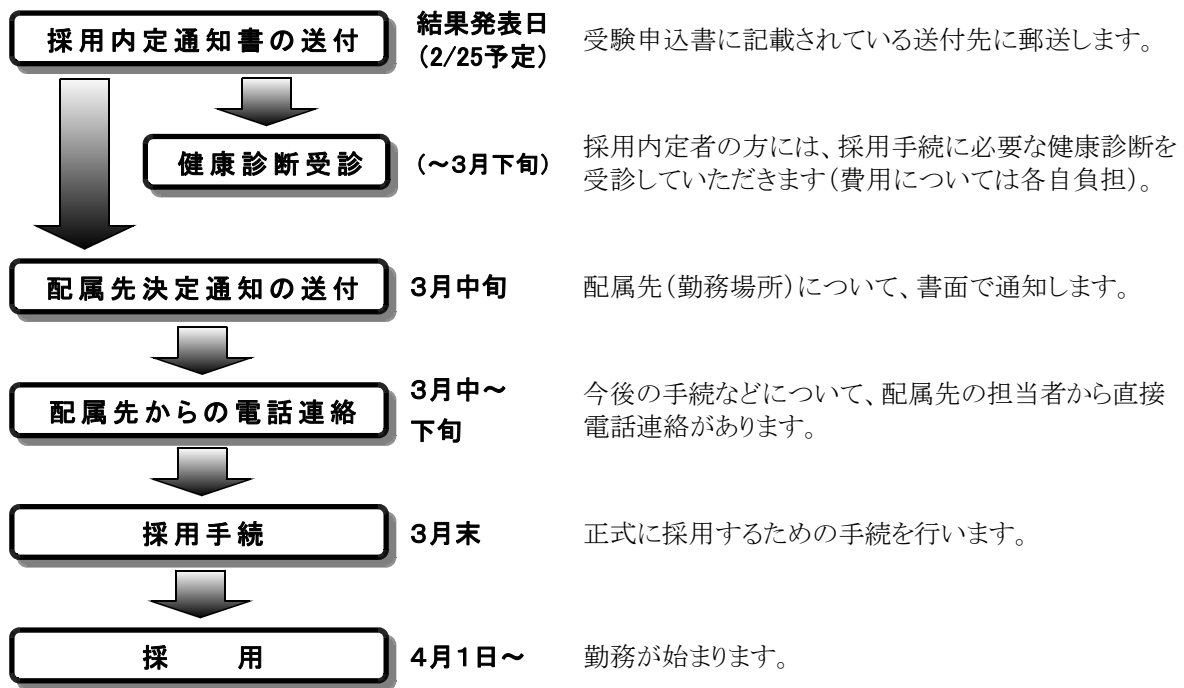 採用内定通知書の送付
結果発表日
(2/25予定)
受験申込書に記載されている送付先に郵送します。
健康診断受診
(～3月下旬)
採用内定者の方には、採用手続に必要な健康診断を
受診していただきます(費用については各自負担)。
配属先決定通知の送付
3月中旬
配属先(勤務場所)について、書面で通知します。
配属先からの電話連絡
3月中～
下旬
今後の手続などについて、配属先の担当者から直接
電話連絡があります。
採用手続
3月末
正式に採用するための手続を行います。
採　用
4月1日～
勤務が始まります。